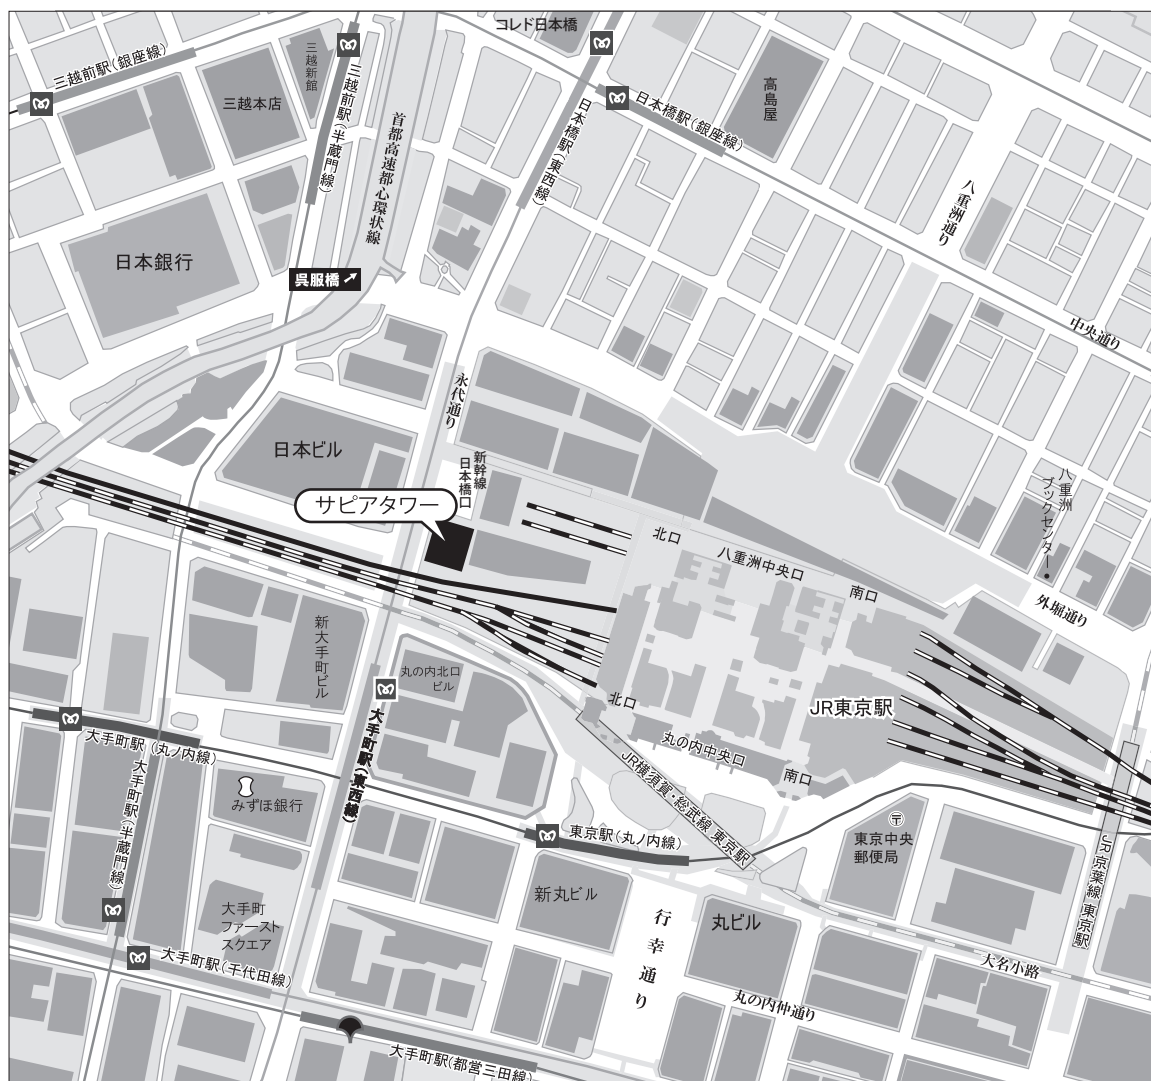 コレド日本橋
三越前駅(銀座線)
三越新館
三越本店
三越前駅(半蔵門線)
高島屋
日本橋駅(銀座線)
日本橋駅(東西線)
首都高速都心環状線
八重洲通り
日本銀行
呉服橋
中央通り
永代通り
日本ビル
新幹線
日本橋口
サピアタワー
八重洲
ブックセンター
北口
八重洲中央口
南口
外堀通り
新大手町ビル
丸の内北口
ビル
JR東京駅
北口
丸の内中央口
南口
大手町駅(丸ノ内線)
大手町駅(東西線)
JR横須賀・総武線 東京駅
みずほ銀行
大手町駅(半蔵門線)
東京駅(丸ノ内線)
〒
東京中央
郵便局
JR京葉線 東京駅
新丸ビル
丸ビル
大手町
ファースト
スクエア
行幸通り
大手町駅(千代田線)
大名小路
丸の内仲通り
大手町駅(都営三田線)